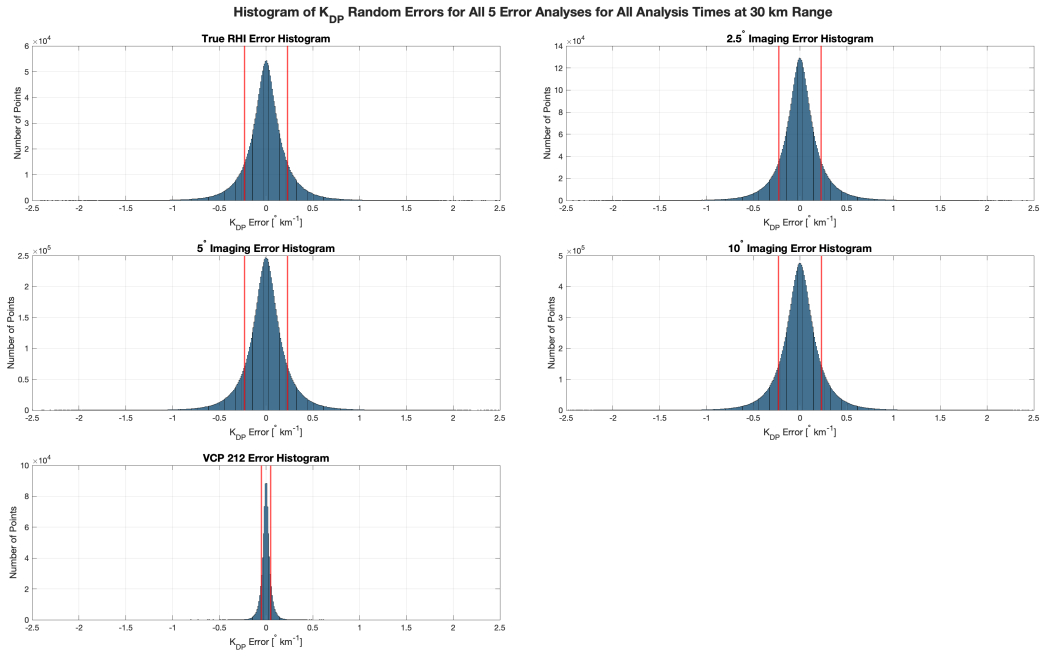 Histogram of K_DP Random Errors for All 5 Error Analyses for All Analysis Times at 30 km Range
True RHI Error Histogram
×10^4
Number of Points
6
5
4
3
2
1
0
-2.5 -2 -1.5 -1 -0.5 0 0.5 1 1.5 2 2.5
K_DP Error [° km^-1]
2.5° Imaging Error Histogram
×10^4
Number of Points
14
12
10
8
6
4
2
0
-2.5 -2 -1.5 -1 -0.5 0 0.5 1 1.5 2 2.5
K_DP Error [° km^-1]
5° Imaging Error Histogram
×10^5
Number of Points
2.5
2
1.5
1
0.5
0
-2.5 -2 -1.5 -1 -0.5 0 0.5 1 1.5 2 2.5
K_DP Error [° km^-1]
10° Imaging Error Histogram
×10^5
Number of Points
5
4
3
2
1
0
-2.5 -2 -1.5 -1 -0.5 0 0.5 1 1.5 2 2.5
K_DP Error [° km^-1]
VCP 212 Error Histogram
×10^4
Number of Points
10
8
6
4
2
0
-2.5 -2 -1.5 -1 -0.5 0 0.5 1 1.5 2 2.5
K_DP Error [° km^-1]